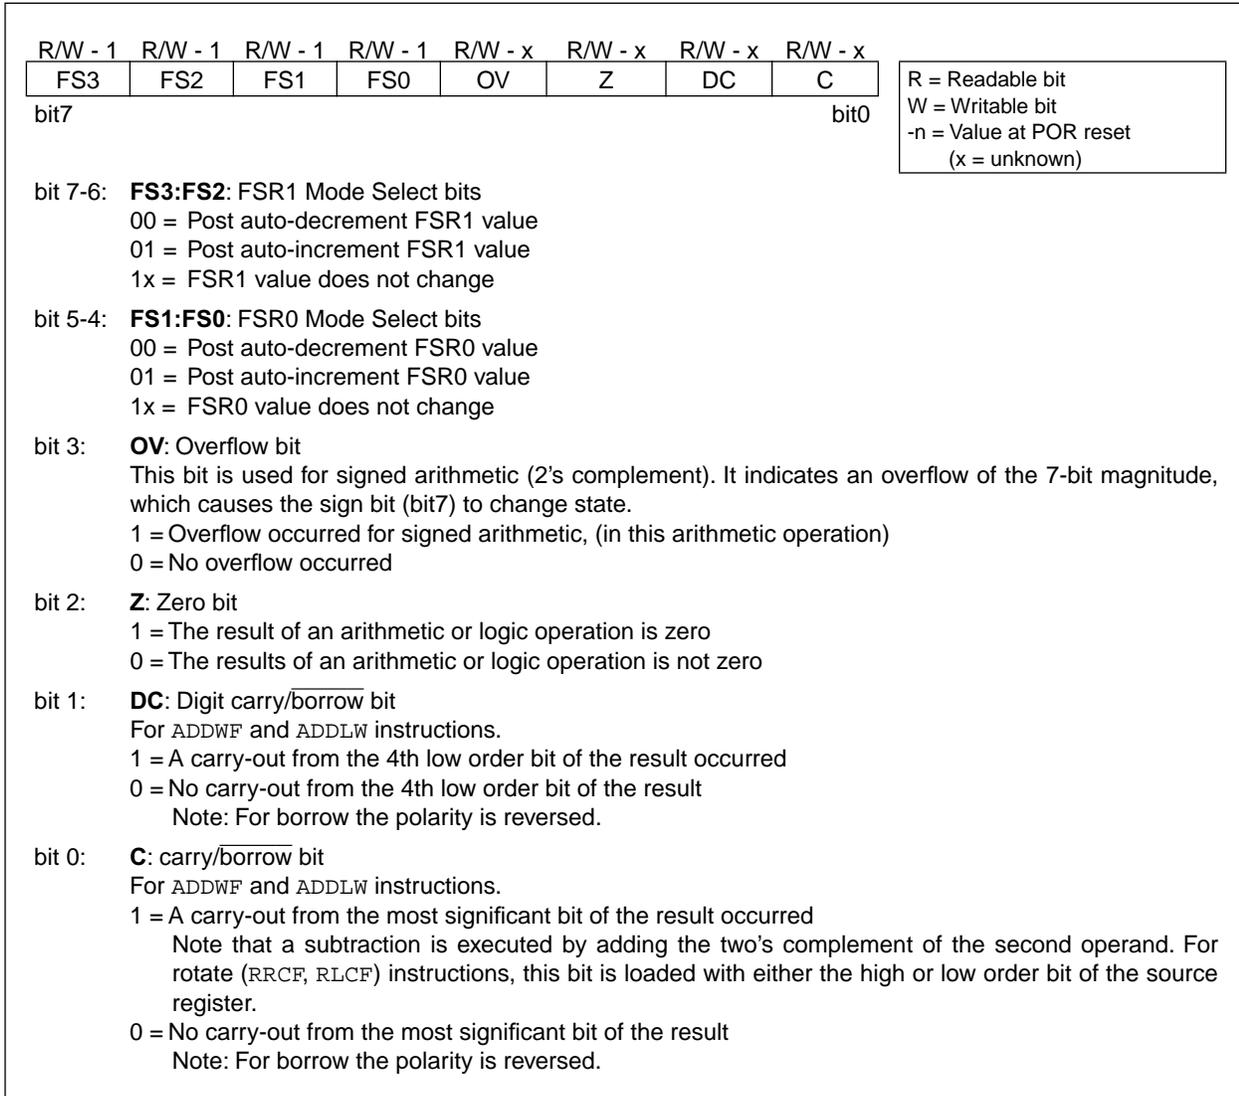 R/W - 1 R/W - 1 R/W - 1 R/W - 1 R/W - x R/W - x R/W - x R/W - x
FS3 FS2 FS1 FS0 OV Z DC C
bit7 bit0
R = Readable bit
W = Writable bit
-n = Value at POR reset
(x = unknown)
bit 7-6: FS3:FS2: FSR1 Mode Select bits
00 = Post auto-decrement FSR1 value
01 = Post auto-increment FSR1 value
1x = FSR1 value does not change
bit 5-4: FS1:FS0: FSR0 Mode Select bits
00 = Post auto-decrement FSR0 value
01 = Post auto-increment FSR0 value
1x = FSR0 value does not change
bit 3: OV: Overflow bit
This bit is used for signed arithmetic (2's complement). It indicates an overflow of the 7-bit magnitude,
which causes the sign bit (bit7) to change state.
1 = Overflow occurred for signed arithmetic, (in this arithmetic operation)
0 = No overflow occurred
bit 2: Z: Zero bit
1 = The result of an arithmetic or logic operation is zero
0 = The results of an arithmetic or logic operation is not zero
bit 1: DC: Digit carry/borrow bit
For ADDWF and ADDLW instructions.
1 = A carry-out from the 4th low order bit of the result occurred
0 = No carry-out from the 4th low order bit of the result
Note: For borrow the polarity is reversed.
bit 0: C: carry/borrow bit
For ADDWF and ADDLW instructions.
1 = A carry-out from the most significant bit of the result occurred
Note that a subtraction is executed by adding the two's complement of the second operand. For
rotate (RRCF, RLCF) instructions, this bit is loaded with either the high or low order bit of the source
register.
0 = No carry-out from the most significant bit of the result
Note: For borrow the polarity is reversed.